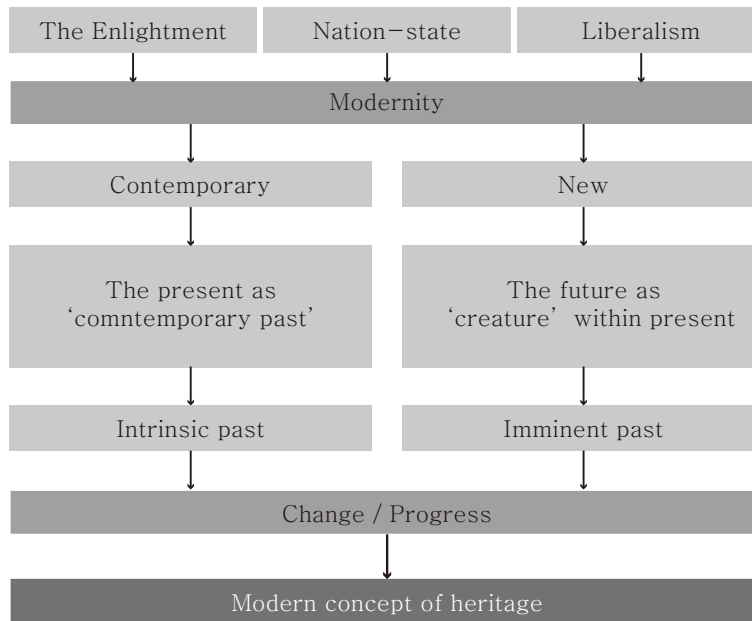 The Enlightment
Nation-state
Liberalism
Modernity
Contemporary
New
The present as
‘comntemporary past’
The future as
‘creature’ within present
Intrinsic past
Imminent past
Change / Progress
Modern concept of heritage